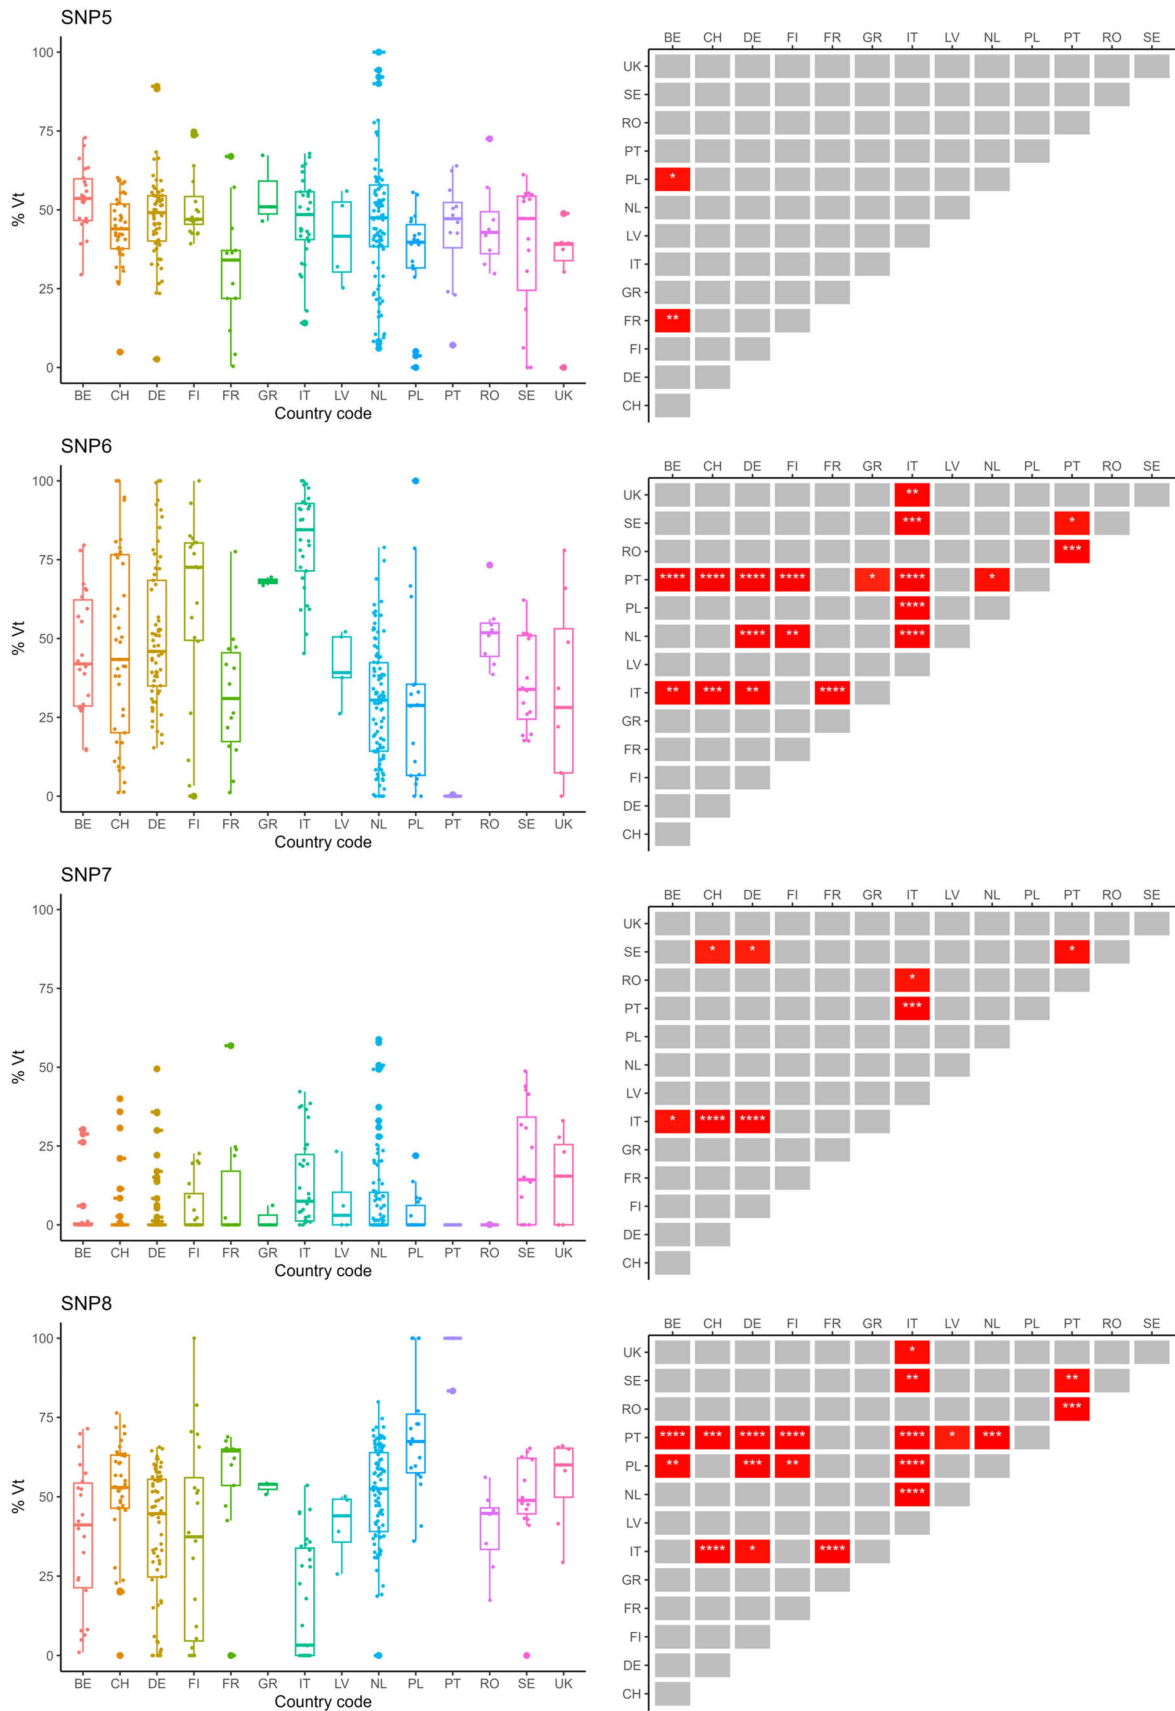 SNP5
% Vt
100
75
50
25
0
BE CH DE FI FR GR IT LV NL PL PT RO SE UK
Country code
BE CH DE FI FR GR IT LV NL PL PT RO SE
UK
SE
RO
PT
PL *
NL
LV
IT
GR
FR **
FI
DE
CH
SNP6
% Vt
100
75
50
25
0
BE CH DE FI FR GR IT LV NL PL PT RO SE UK
Country code
BE CH DE FI FR GR IT LV NL PL PT RO SE
UK **
SE *** *
RO ***
PT **** **** **** **** * **** *
PL ****
NL **** ** ****
LV
IT ** *** ** ****
GR
FR
FI
DE
CH
SNP7
% Vt
100
75
50
25
0
BE CH DE FI FR GR IT LV NL PL PT RO SE UK
Country code
BE CH DE FI FR GR IT LV NL PL PT RO SE
UK
SE * * *
RO *
PT ***
PL
NL
LV
IT * **** ****
GR
FR
FI
DE
CH
SNP8
% Vt
100
75
50
25
0
BE CH DE FI FR GR IT LV NL PL PT RO SE UK
Country code
BE CH DE FI FR GR IT LV NL PL PT RO SE
UK *
SE ** **
RO ***
PT **** *** **** **** **** * ***
PL ** *** ** ****
NL ****
LV
IT **** * ****
GR
FR
FI
DE
CH